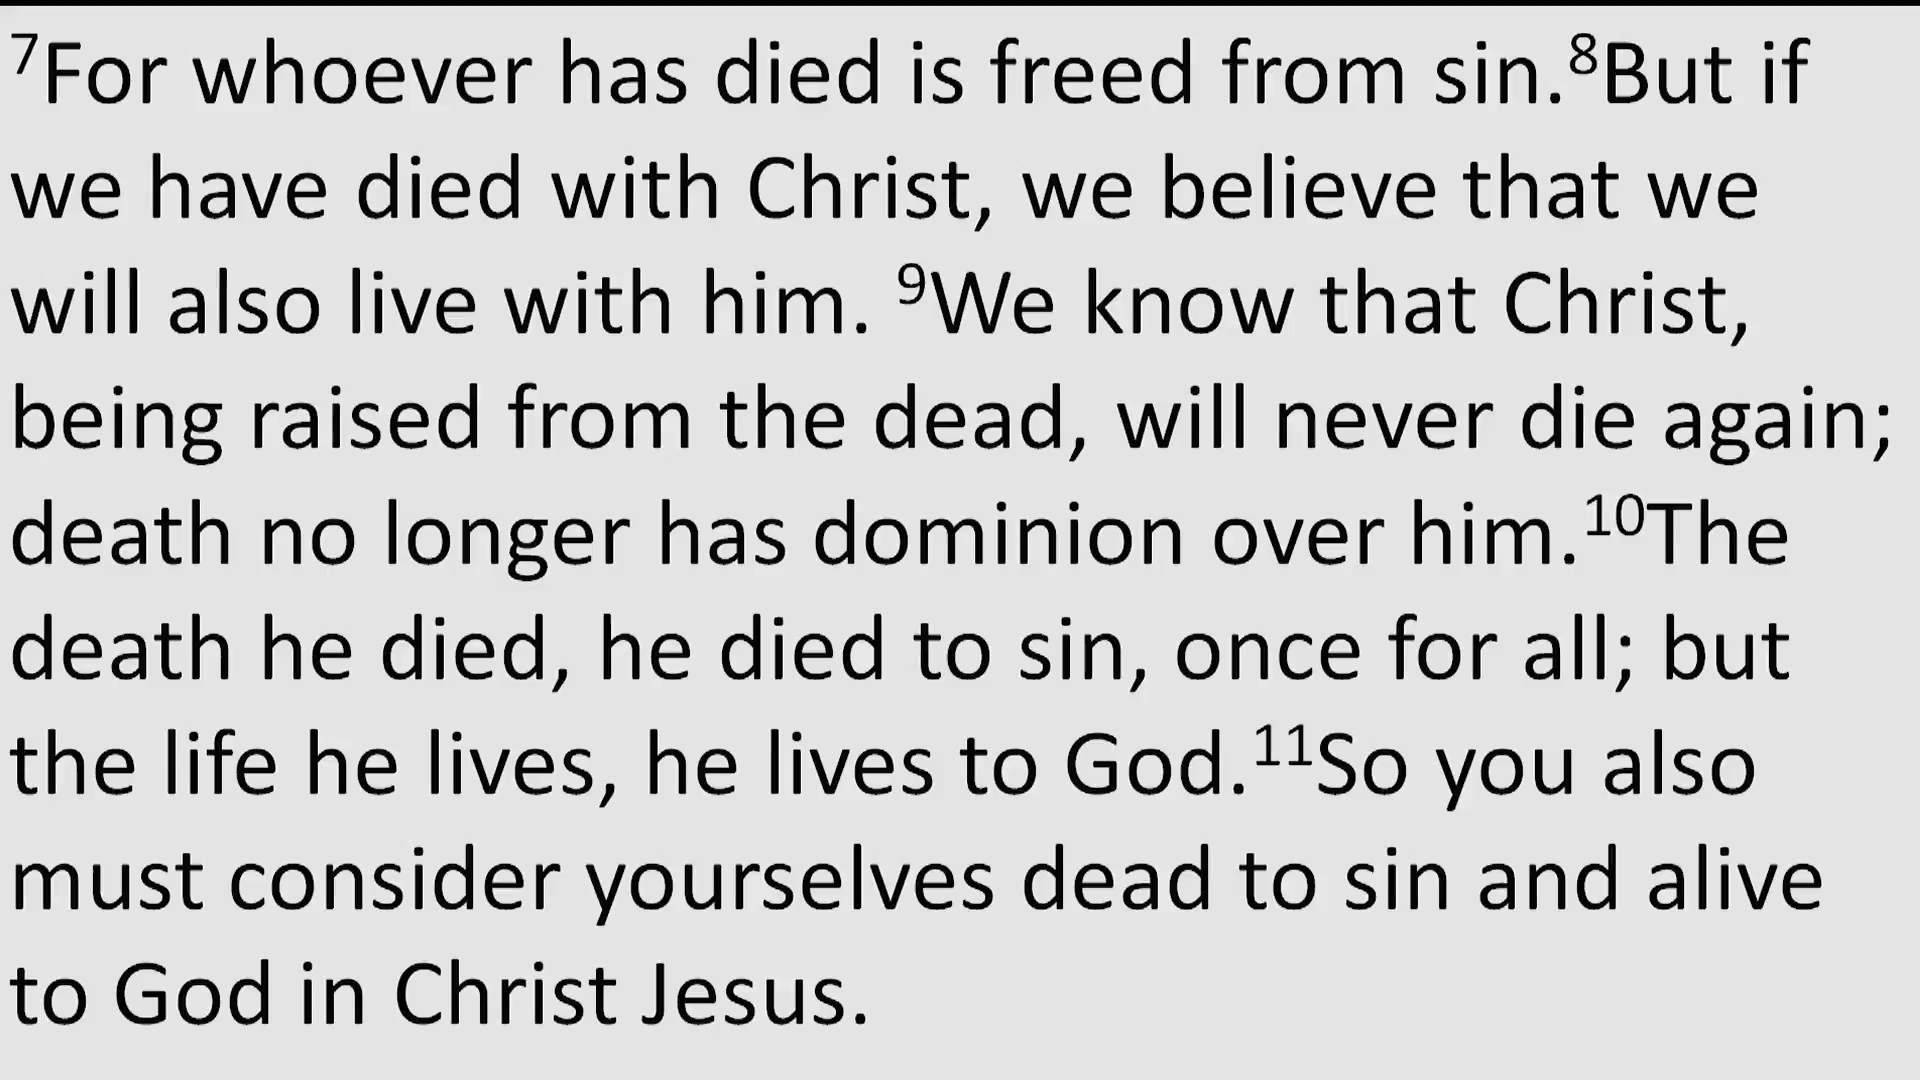 ⁷For whoever has died is freed from sin.⁸But if
we have died with Christ, we believe that we
will also live with him. ⁹We know that Christ,
being raised from the dead, will never die again;
death no longer has dominion over him.¹⁰The
death he died, he died to sin, once for all; but
the life he lives, he lives to God.¹¹So you also
must consider yourselves dead to sin and alive
to God in Christ Jesus.